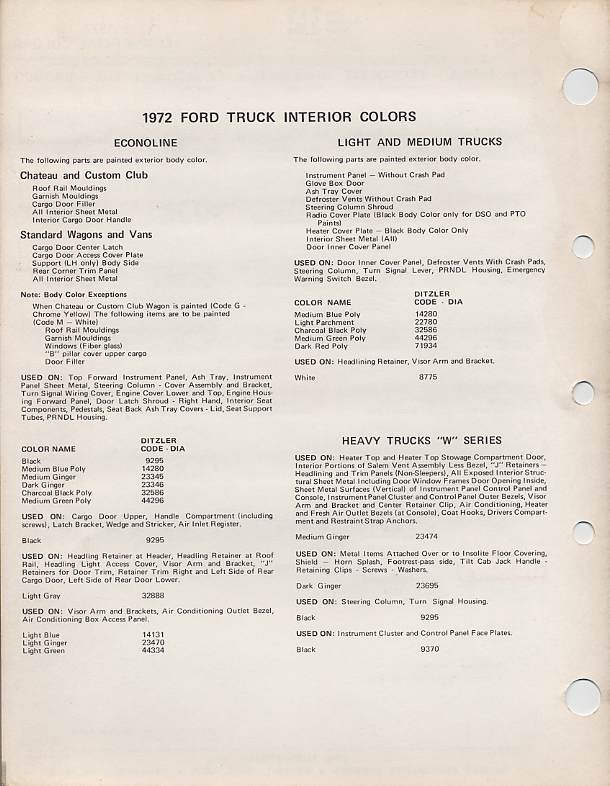 1972 FORD TRUCK INTERIOR COLORS
ECONOLINE
The following parts are painted exterior body color.
Chateau and Custom Club
Roof Rail Mouldings
Garnish Mouldings
Cargo Door Filler
All Interior Sheet Metal
Interior Cargo Door Handle
Standard Wagons and Vans
Cargo Door Center Latch
Cargo Door Access Cover Plate
Support (LH only) Body Side
Rear Corner Trim Panel
All Interior Sheet Metal
Note: Body Color Exceptions
When Chateau or Custom Club Wagon is painted (Code G -
Chrome Yellow) The following items are to be painted
(Code M — White)
Roof Rail Mouldings
Garnish Mouldings
Windows (Fiber glass)
"B" pillar cover upper cargo
Door Filler
USED ON: Top Forward Instrument Panel, Ash Tray, Instrument
Panel Sheet Metal, Steering Column - Cover Assembly and Bracket,
Turn Signal Wiring Cover, Engine Cover Lower and Top, Engine Hous-
ing Forward Panel, Door Latch Shroud - Right Hand, Interior Seat
Components, Pedestals, Seat Back Ash Tray Covers - Lid, Seat Support
Tubes, PRNDL Housing.
DITZLER
COLOR NAME CODE - DIA
Black 9295
Medium Blue Poly 14280
Medium Ginger 23345
Dark Ginger 23346
Charcoal Black Poly 32586
Medium Green Poly 44296
USED ON: Cargo Door Upper, Handle Compartment (including
screws), Latch Bracket, Wedge and Stricker, Air Inlet Register.
Black 9295
USED ON: Headling Retainer at Header, Headling Retainer at Roof
Rail, Headling Light Access Cover, Visor Arm and Bracket, "J"
Retainers for Door Trim, Retainer Trim Right and Left Side of Rear
Cargo Door, Left Side of Rear Door Lower.
Light Gray 32888
USED ON: Visor Arm and Brackets, Air Conditioning Outlet Bezel,
Air Conditioning Box Access Panel.
Light Blue 14131
Light Ginger 23470
Light Green 44334
LIGHT AND MEDIUM TRUCKS
The following parts are painted exterior body color.
Instrument Panel — Without Crash Pad
Glove Box Door
Ash Tray Cover
Defroster Vents Without Crash Pad
Steering Column Shroud
Radio Cover Plate (Black Body Color only for DSO and PTO
Paints)
Heater Cover Plate — Black Body Color Only
Interior Sheet Metal (All)
Door Inner Cover Panel
USED ON: Door Inner Cover Panel, Defroster Vents With Crash Pads,
Steering Column, Turn Signal Lever, PRNDL Housing, Emergency
Warning Switch Bezel.
DITZLER
COLOR NAME CODE - DIA
Medium Blue Poly 14280
Light Parchment 22780
Charcoal Black Poly 32586
Medium Green Poly 44296
Dark Red Poly 71934
USED ON: Headlining Retainer, Visor Arm and Bracket.
White 8775
HEAVY TRUCKS "W" SERIES
USED ON: Heater Top and Heater Top Stowage Compartment Door,
Interior Portions of Salem Vent Assembly Less Bezel, "J" Retainers —
Headlining and Trim Panels (Non-Sleepers), All Exposed Interior Struc-
tural Sheet Metal Including Door Window Frames Door Opening Inside,
Sheet Metal Surfaces (Vertical) of Instrument Panel Control Panel and
Console, Instrument Panel Cluster and Control Panel Outer Bezels, Visor
Arm and Bracket and Center Retainer Clip, Air Conditioning, Heater
and Fresh Air Outlet Bezels (at Console), Coat Hooks, Drivers Compart-
ment and Restraint Strap Anchors.
Medium Ginger 23474
USED ON: Metal Items Attached Over or to Insolite Floor Covering,
Shield — Horn Splash, Footrest-pass side, Tilt Cab Jack Handle -
Retaining Clips - Screws - Washers.
Dark Ginger 23695
USED ON: Steering Column, Turn Signal Housing.
Black 9295
USED ON: Instrument Cluster and Control Panel Face Plates.
Black 9370